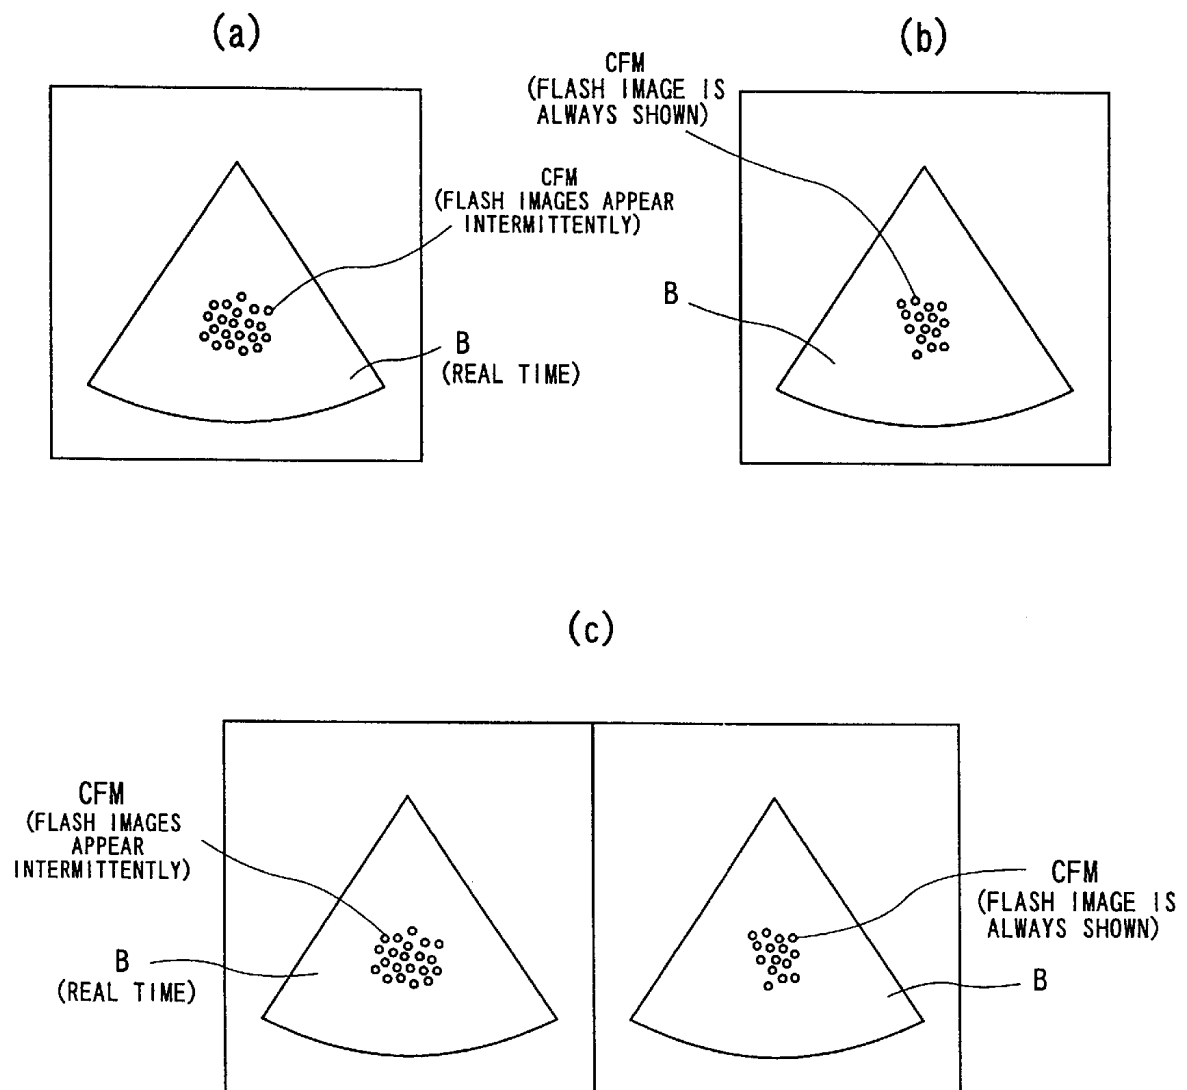 (a)
CFM
(FLASH IMAGES APPEAR
INTERMITTENTLY)
B
(REAL TIME)
(b)
CFM
(FLASH IMAGE IS
ALWAYS SHOWN)
B
(c)
CFM
(FLASH IMAGES
APPEAR
INTERMITTENTLY)
B
(REAL TIME)
CFM
(FLASH IMAGE IS
ALWAYS SHOWN)
B